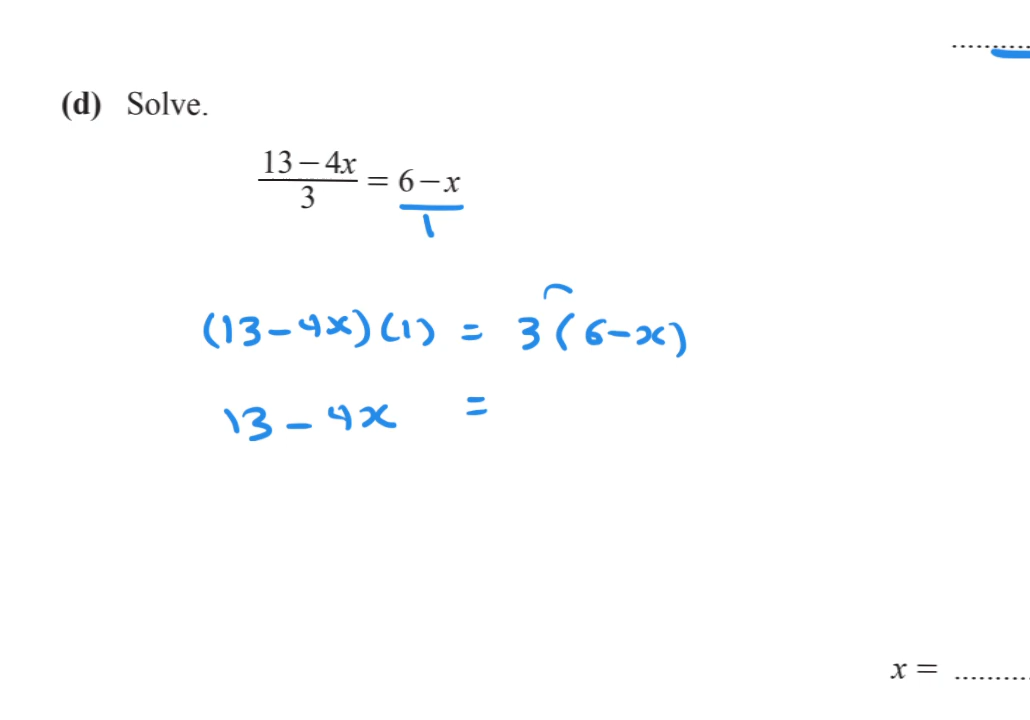 (d) Solve.
13 – 4x
3
= 6 – x
1
(13 – 4x)(1) = 3(6 – x)
13 – 4x =
x = ..........